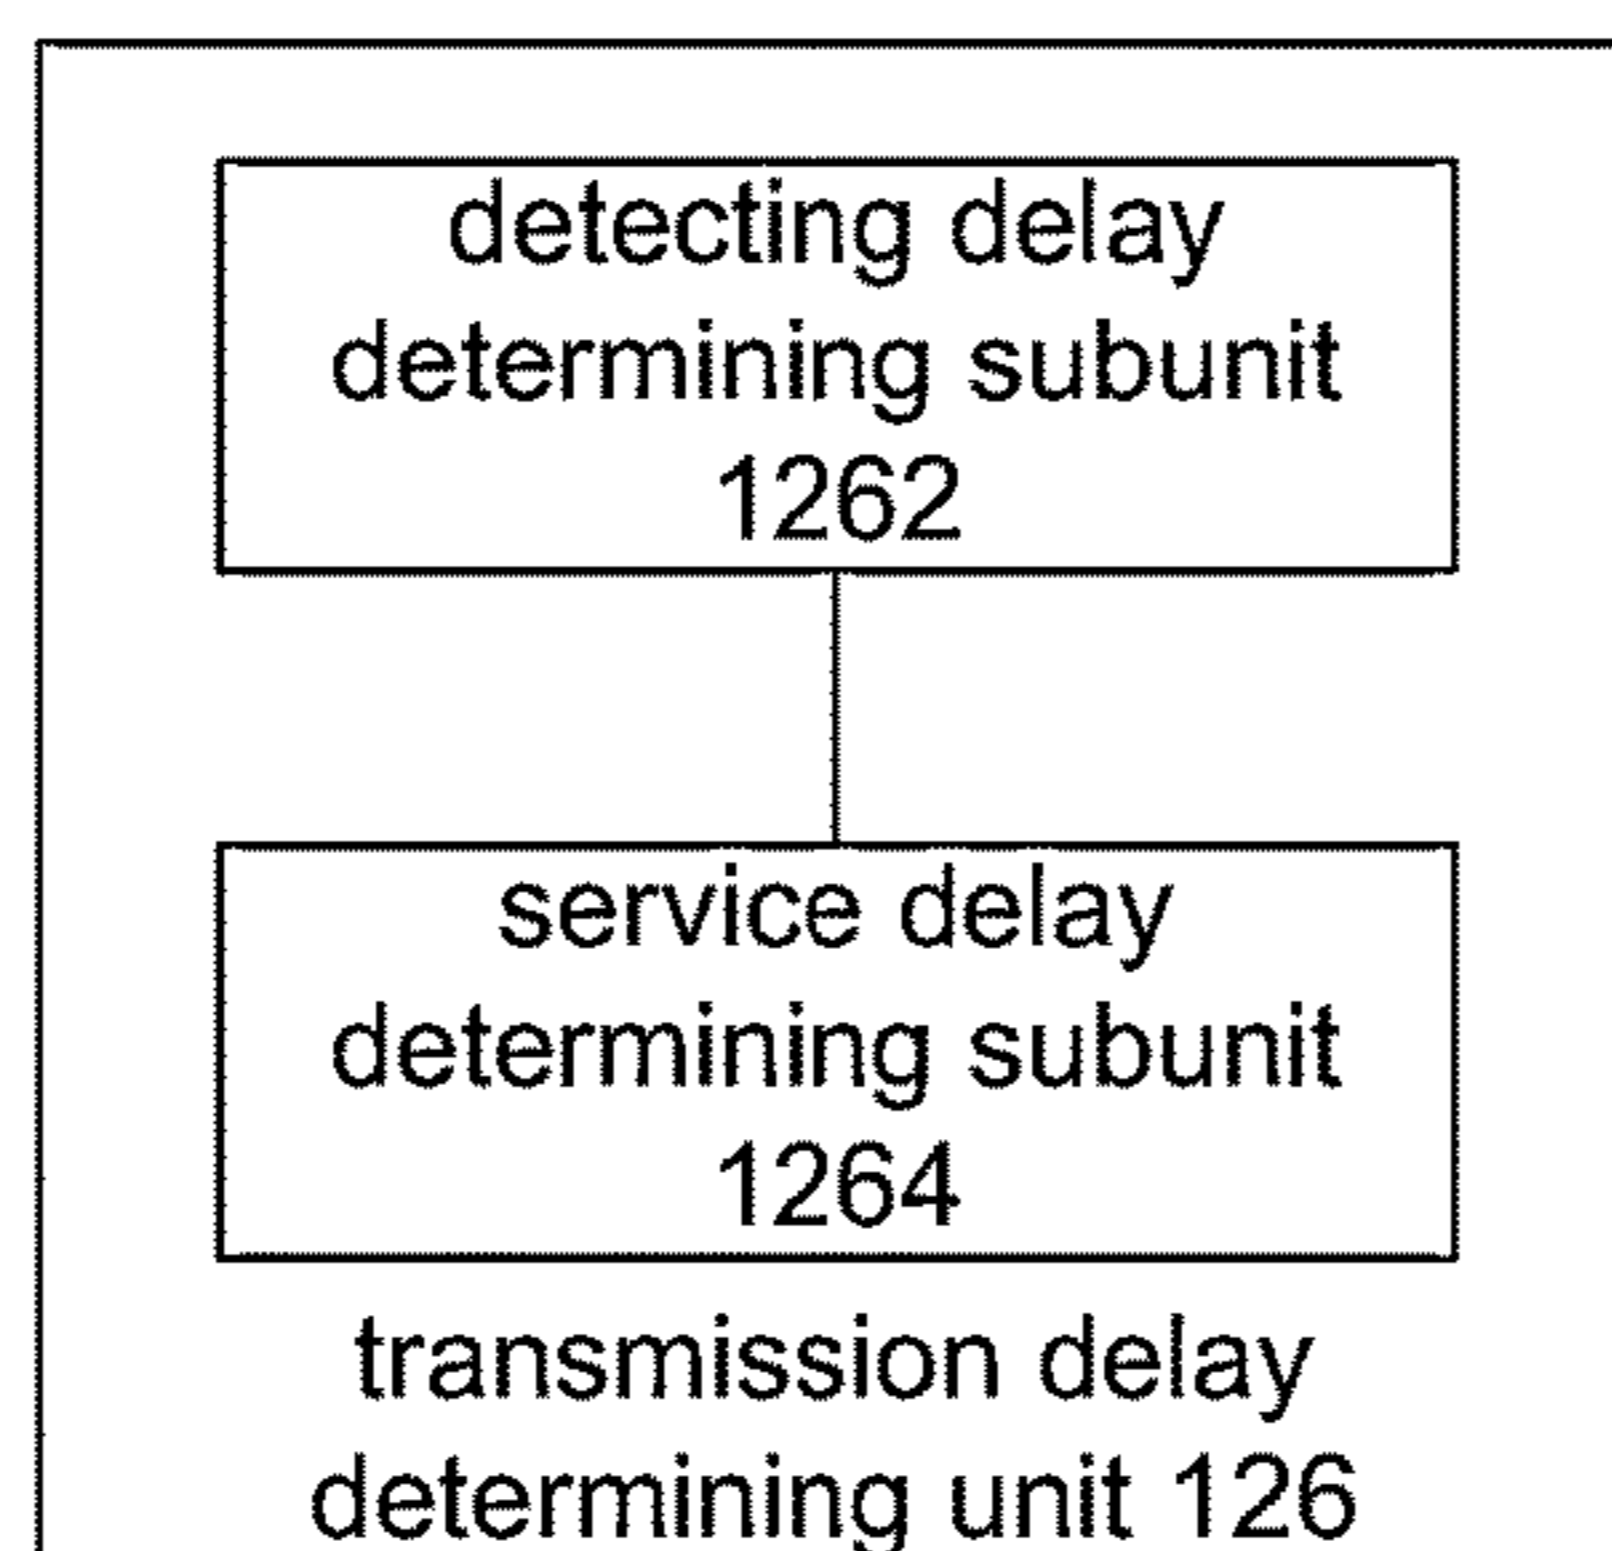 detecting delay
determining subunit
1262
service delay
determining subunit
1264
transmission delay
determining unit 126